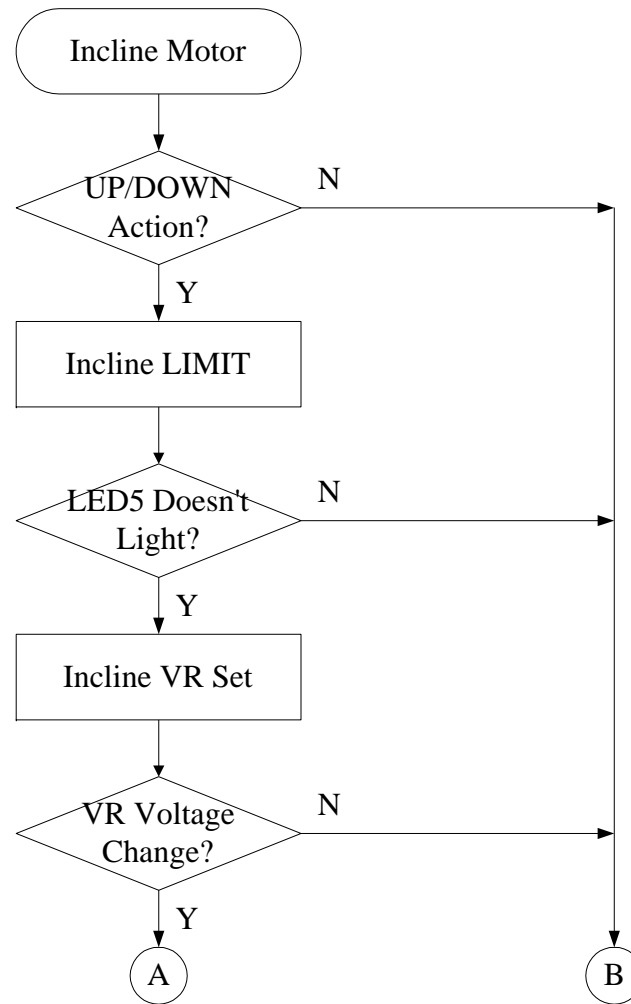 Incline Motor
UP/DOWN
Action?
N
Y
Incline LIMIT
LED5 Doesn't
Light?
N
Y
Incline VR Set
VR Voltage
Change?
N
Y
A
B